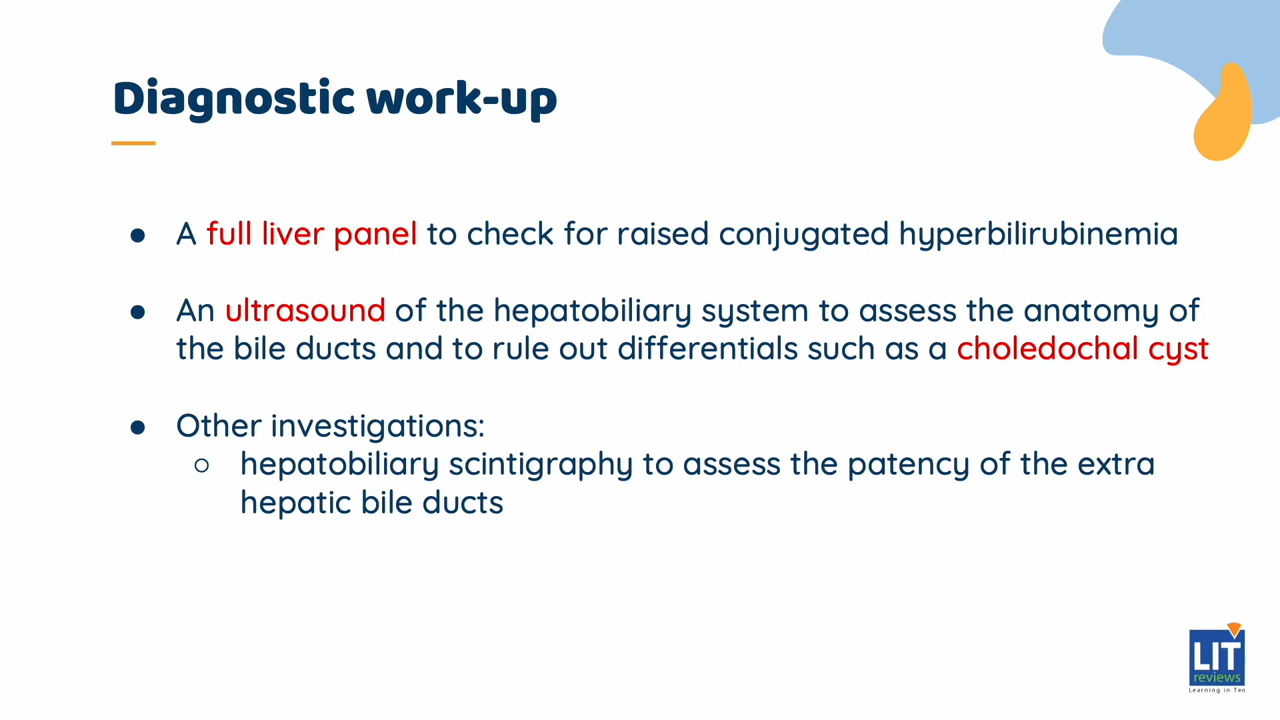 Diagnostic work-up
● A full liver panel to check for raised conjugated hyperbilirubinemia
● An ultrasound of the hepatobiliary system to assess the anatomy of
the bile ducts and to rule out differentials such as a choledochal cyst
● Other investigations:
○ hepatobiliary scintigraphy to assess the patency of the extra
hepatic bile ducts
LIT
reviews
Learning in Ten